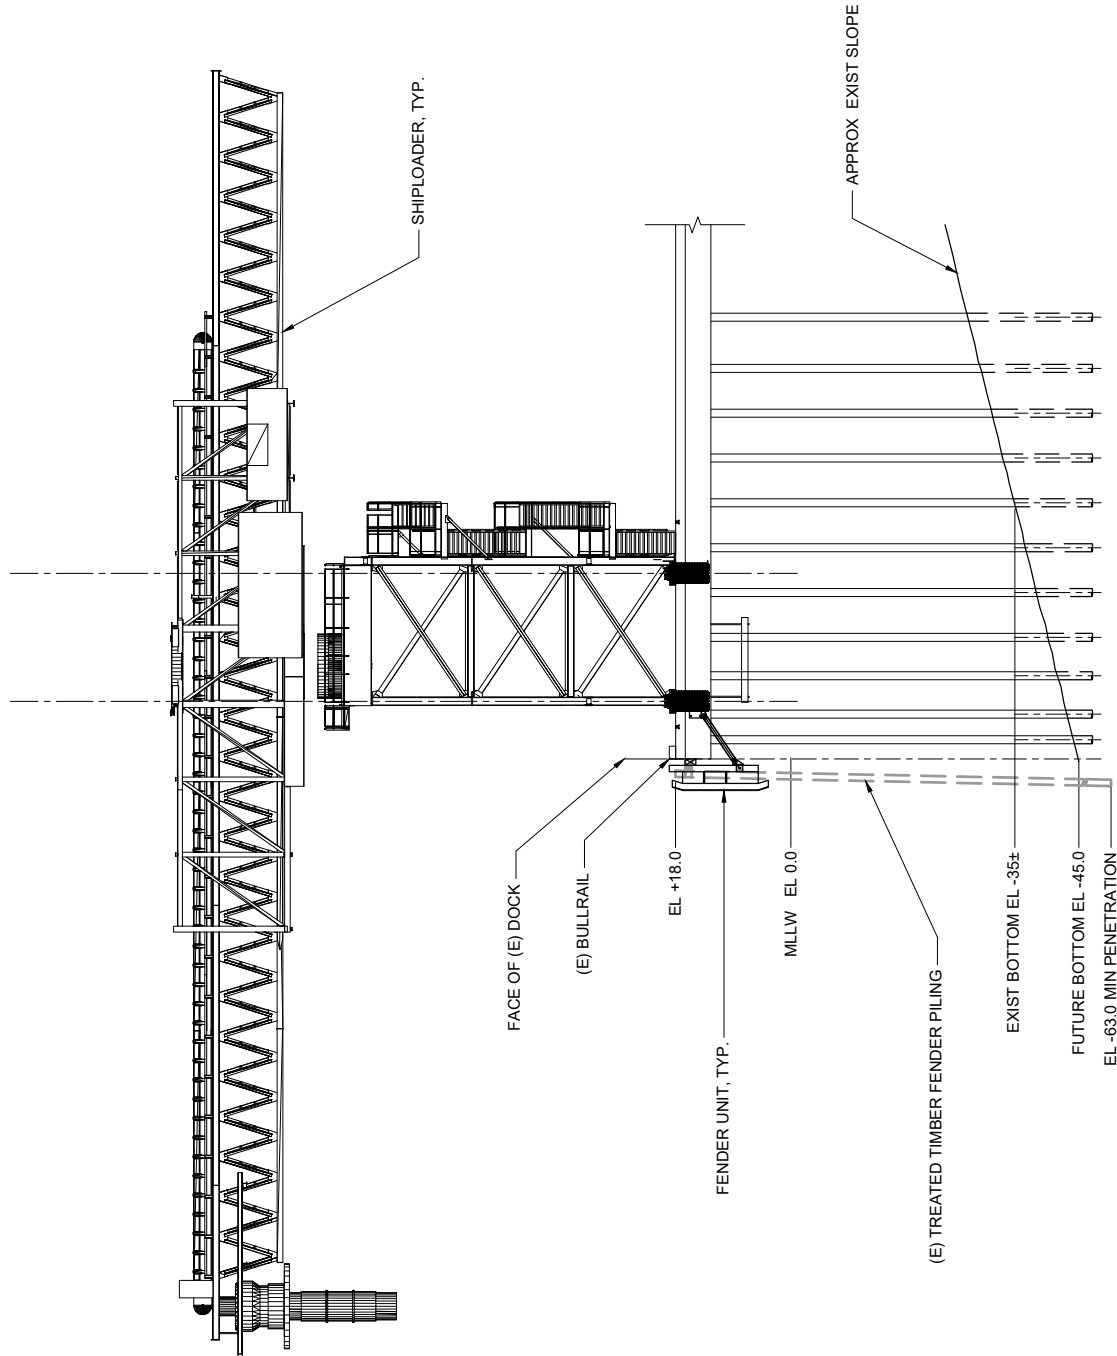 SHIPLOADER, TYP.
APPROX EXIST SLOPE
FACE OF (E) DOCK
(E) BULLRAIL
EL +18.0
FENDER UNIT, TYP.
MLLW EL 0.0
(E) TREATED TIMBER FENDER PILING
EXIST BOTTOM EL -35±
FUTURE BOTTOM EL -45.0
EL -63.0 MIN PENETRATION